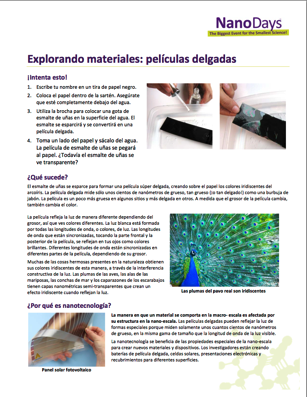 NanoDays
The Biggest Event for the Smallest Science!
Explorando materiales: películas delgadas
¡Intenta esto!
1. Escribe tu nombre en un tira de papel negro.
2. Coloca el papel dentro de la sartén. Asegúrate
que esté completamente debajo del agua.
3. Utiliza la brocha para colocar una gota de
esmalte de uñas en la superficie del agua. El
esmalte se esparcirá y se convertirá en una
película delgada.
4. Toma un lado del papel y sácalo del agua.
La película de esmalte de uñas se pegará
al papel. ¿Todavía el esmalte de uñas se
ve transparente?
¿Qué sucede?
El esmalte de uñas se esparce para formar una película súper delgada, creando sobre el papel los colores iridiscentes del
arcoíris. La película delgada mide sólo unos cientos de nanómetros de grueso, tan grueso (¡o tan delgado!) como una burbuja de
jabón. La película es un poco más gruesa en algunos sitios y más delgada en otros. A medida que el grosor de la película cambia,
también cambia el color.
La película refleja la luz de manera diferente dependiendo del
grosor, así que ves colores diferentes. La luz blanca está formada
por todas las longitudes de onda, o colores, de luz. Las longitudes
de onda que están sincronizadas, tocando la parte frontal y la
posterior de la película, se reflejan en tus ojos como colores
brillantes. Diferentes longitudes de onda están sincronizadas en
diferentes partes de la película, dependiendo de su grosor.
Muchas de las cosas hermosas presentes en la naturaleza obtienen
sus colores iridiscentes de esta manera, a través de la interferencia
constructiva de la luz. Las plumas de las aves, las alas de las
mariposas, las conchas de mar y los caparazones de los escarabajos
tienen capas nanométricas semi-transparentes que crean un
efecto iridiscente cuando reflejan la luz.
Las plumas del pavo real son iridiscentes
¿Por qué es nanotecnología?
La manera en que un material se comporta en la macro- escala es afectado por
su estructura en la nano-escala. Las películas delgadas pueden reflejar la luz de
formas especiales porque miden solamente unos cuantos cientos de nanómetros
de grueso, en la misma gama de tamaño que la longitud de onda de la luz visible.
La nanotecnología se beneficia de las propiedades especiales de la nano-escala
para crear nuevos materiales y dispositivos. Los investigadores están creando
baterías de película delgada, celdas solares, presentaciones electrónicas y
recubrimientos para diferentes superficies.
Panel solar fotovoltaico